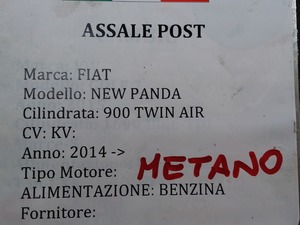 ASSALE POST
Marca: FIAT
Modello: NEW PANDA
Cilindrata: 900 TWIN AIR
CV: KV:
Anno: 2014 ->
Tipo Motore: METANO
ALIMENTAZIONE: BENZINA
Fornitore: